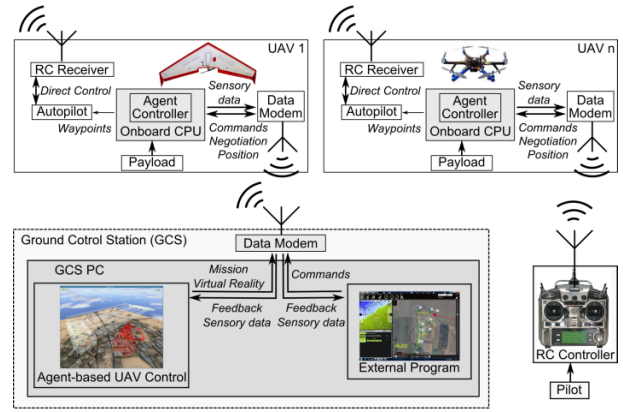 UAV 1
RC Receiver
Direct Control
Autopilot
Waypoints
Agent
Controller
Onboard CPU
Payload
Sensory
data
Commands
Negotiation
Position
Data
Modem
UAV n
RC Receiver
Direct Control
Autopilot
Waypoints
Agent
Controller
Onboard CPU
Payload
Sensory
data
Commands
Negotiation
Position
Data
Modem
Ground Cotrol Station (GCS)
Data Modem
GCS PC
Mission
Virtual Reality
Commands
Feedback
Sensory data
Feedback
Sensory data
Agent-based UAV Control
Auto
External Program
RC Controller
Pilot